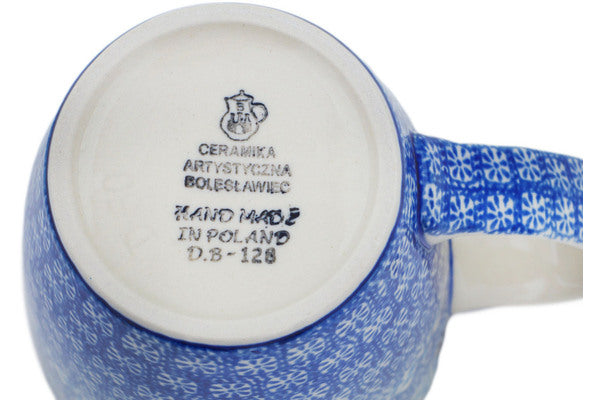 CERAMIKA
ARTYSTYCZNA
BOLESŁAWIEC
HAND MADE
IN POLAND
D.B-128